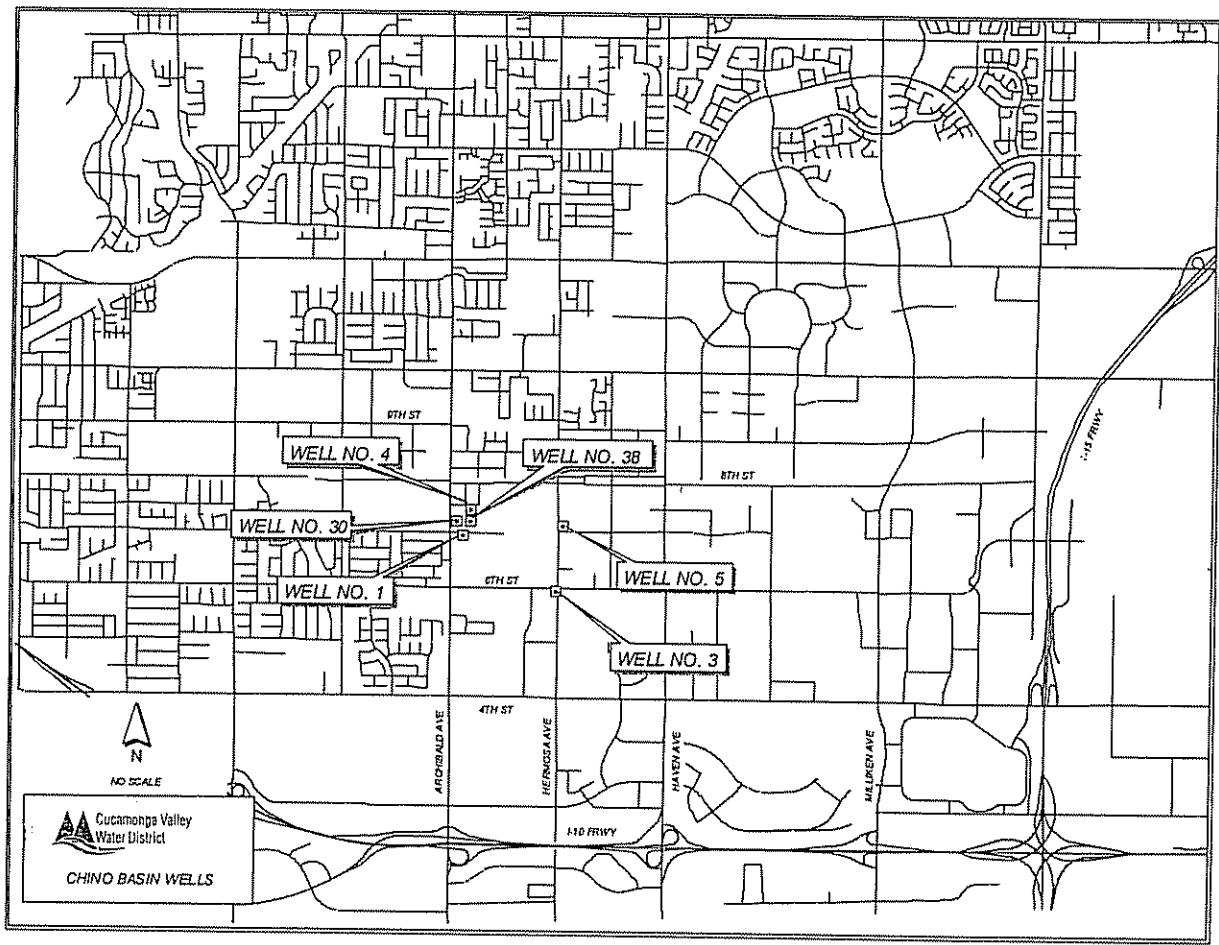 9TH ST
WELL NO. 4
WELL NO. 38
8TH ST
I-15 FRWY
WELL NO. 30
WELL NO. 1
6TH ST
WELL NO. 5
WELL NO. 3
4TH ST
ARCHIBALD AVE
HERMOSA AVE
HAVEN AVE
MILLIKEN AVE
N
NO SCALE
I-10 FRWY
Cucamonga Valley
Water District
CHINO BASIN WELLS